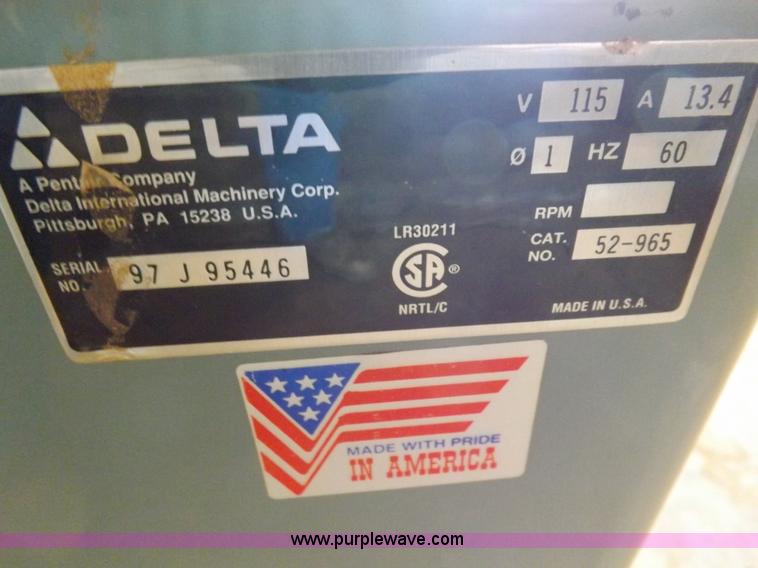 DELTA
A Pentair Company
Delta International Machinery Corp.
Pittsburgh, PA 15238 U.S.A.
SERIAL NO. 97 J 95446
LR30211
SA ®
NRTL/C
V 115 A 13.4
Ø 1 HZ 60
RPM
CAT. NO. 52-965
MADE IN U.S.A.
MADE WITH PRIDE
IN AMERICA
www.purplewave.com